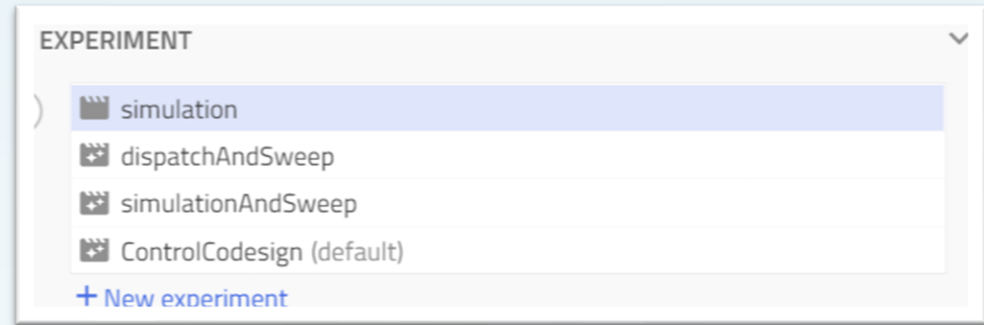 EXPERIMENT
simulation
dispatchAndSweep
simulationAndSweep
ControlCodesign (default)
+ New experiment